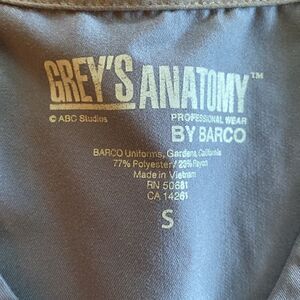 GREY'S ANATOMY™
© ABC Studios PROFESSIONAL WEAR
BY BARCO
BARCO Uniforms, Gardena, California
77% Polyester / 23% Rayon
Made in Vietnam
RN 50681
CA 14261
S